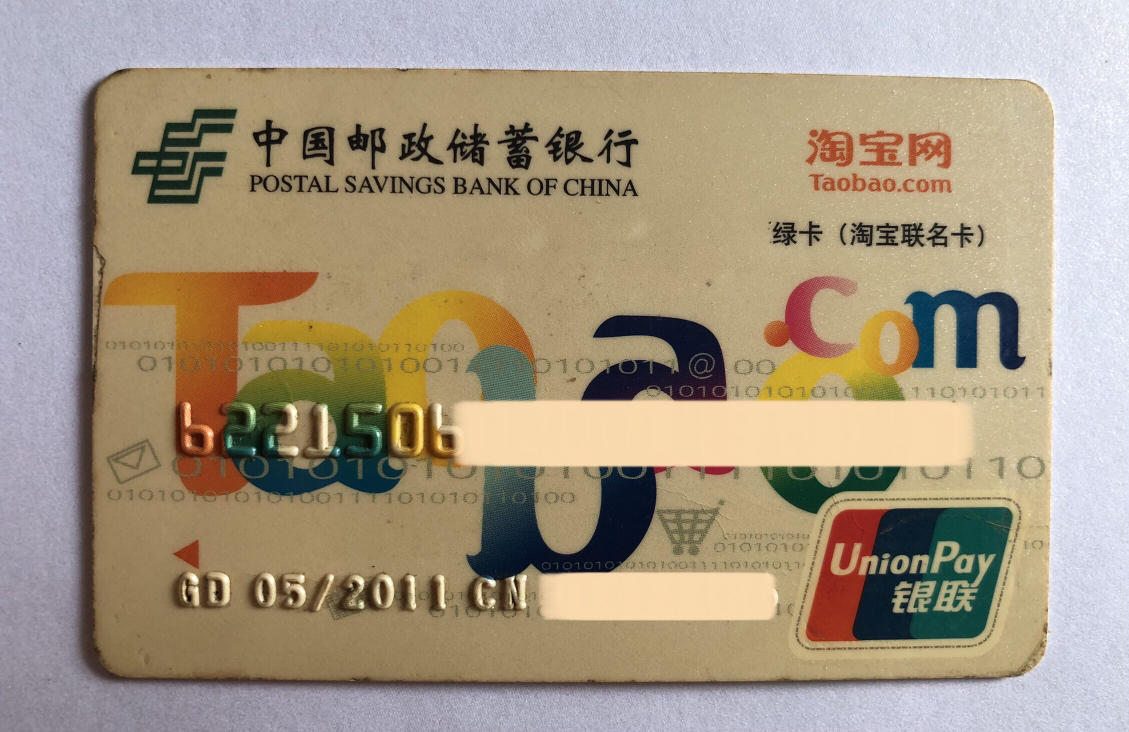 中国邮政储蓄银行
POSTAL SAVINGS BANK OF CHINA
淘宝网
Taobao.com
绿卡（淘宝联名卡）
Taobao
.com
6221506
GD 05/2011 CN
UnionPay
银联